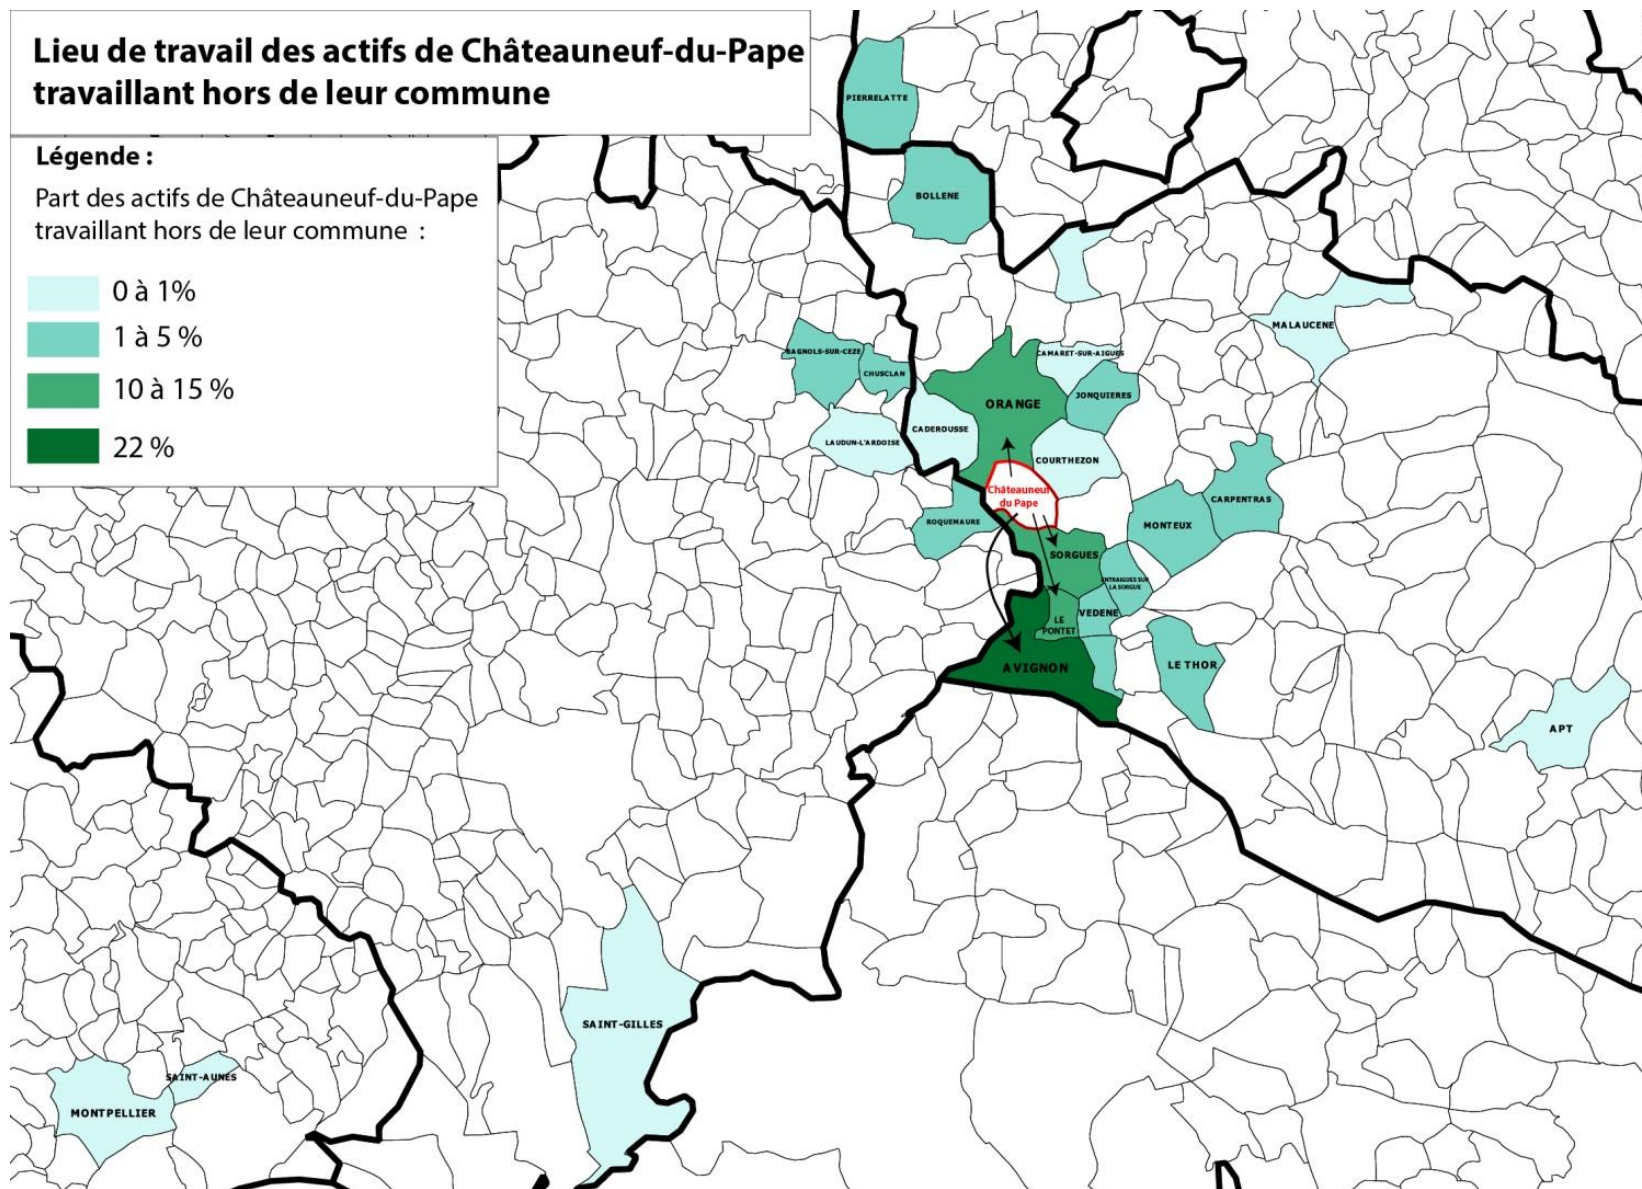 Lieu de travail des actifs de Châteauneuf-du-Pape
travaillant hors de leur commune
Légende :
Part des actifs de Châteauneuf-du-Pape
travaillant hors de leur commune :
0 à 1%
1 à 5 %
10 à 15 %
22 %
PIERRELATTE
BOLLENE
MALAUCENE
BAGNOLS-SUR-CEZE
CHUSCLAN
CAMARET-SUR-AIGUES
JONQUIERES
ORANGE
CADEROUSSE
LAUDUN-L'ARDOISE
COURTHEZON
Châteauneuf
du Pape
CARPENTRAS
MONTEUX
ROQUEMAURE
SORGUES
ENTRAIGUES SUR
LA SORGUE
VEDENE
LE
PONTET
AVIGNON
LE THOR
APT
SAINT-GILLES
SAINT-AUNES
MONTPELLIER